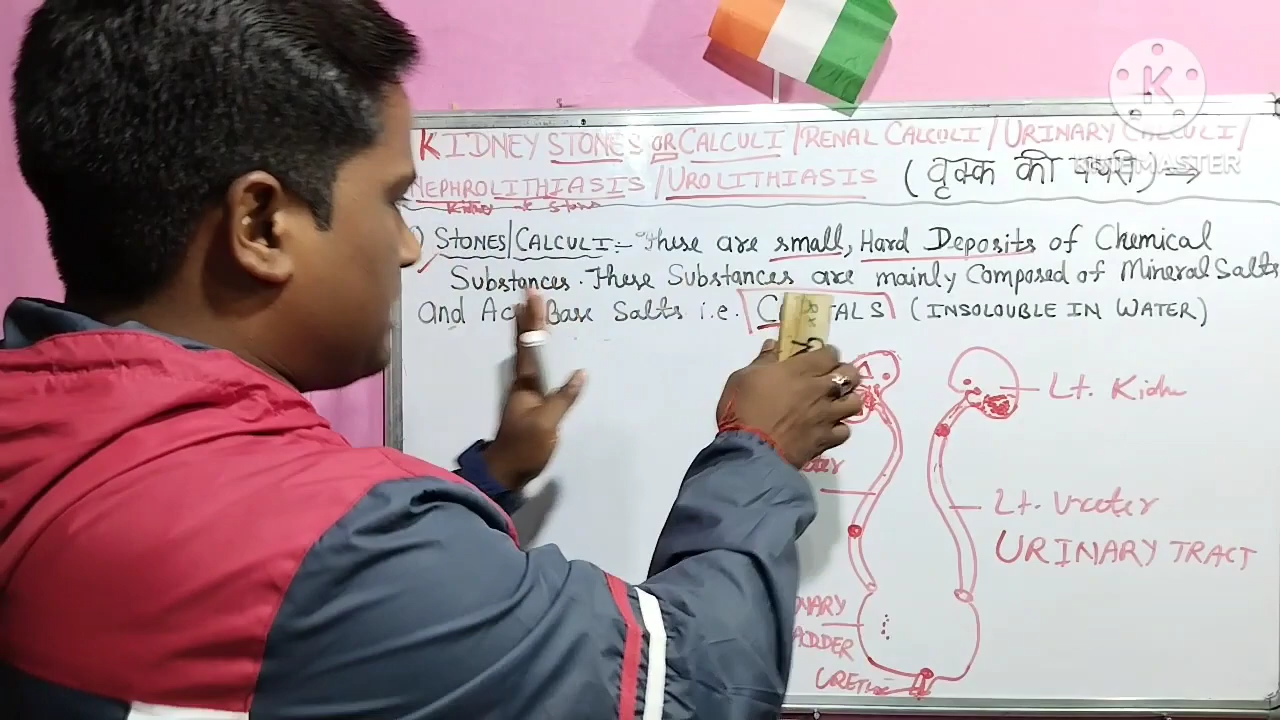 KIDNEY STONES OR CALCULI / RENAL CALCULI / URINARY CALCULI /
NEPHROLITHIASIS / UROLITHIASIS (वृक्क की पथरी) →
Kidney → Stone
STONES/CALCULI :- These are small, Hard Deposits of Chemical
Substances. These Substances are mainly Composed of Mineral Salts
And Base Salts i.e. (INSOLOUBLE IN WATER)
Lt. Kidne
Lt. Ureter
URINARY TRACT
K